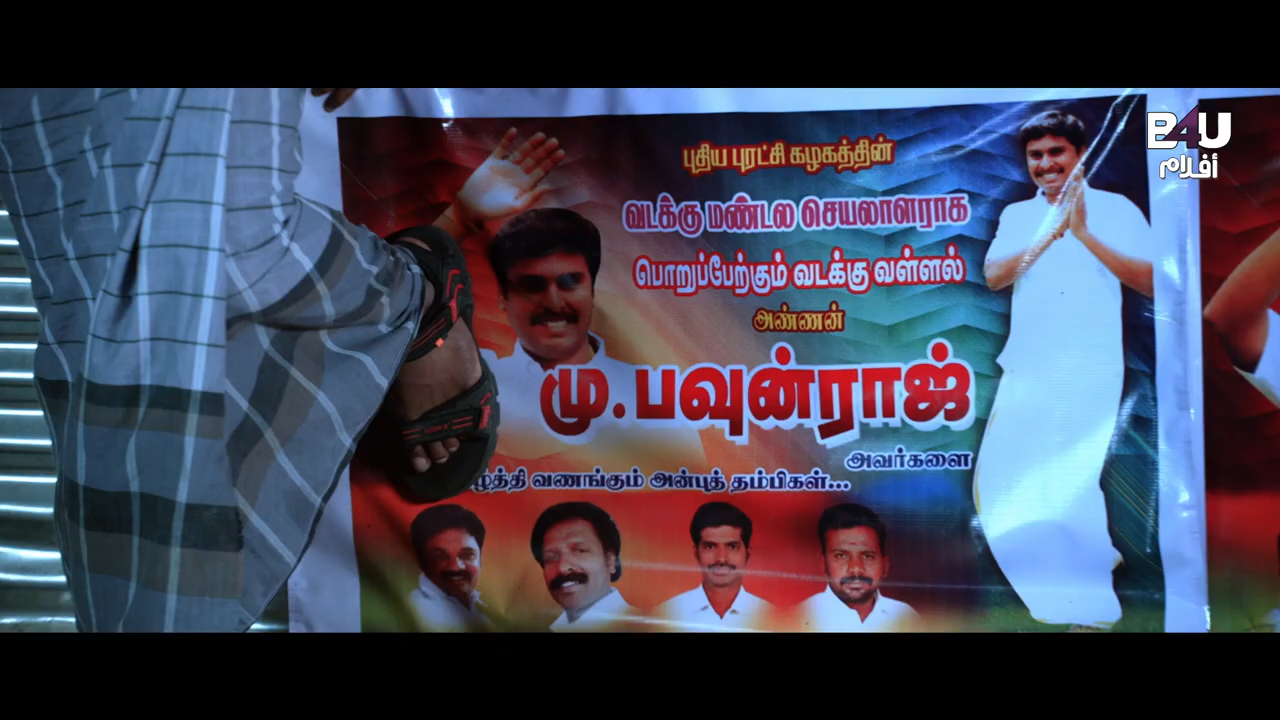 புதிய புரட்சி கழகத்தின்
வடக்கு மண்டல செயலாளராக
பொறுப்பேற்கும் வடக்கு வள்ளல்
அண்ணன்
மு.பவுன்ராஜ்
அவர்களை
வணங்கும் அன்புத் தம்பிகள்...
B4U
أفلام